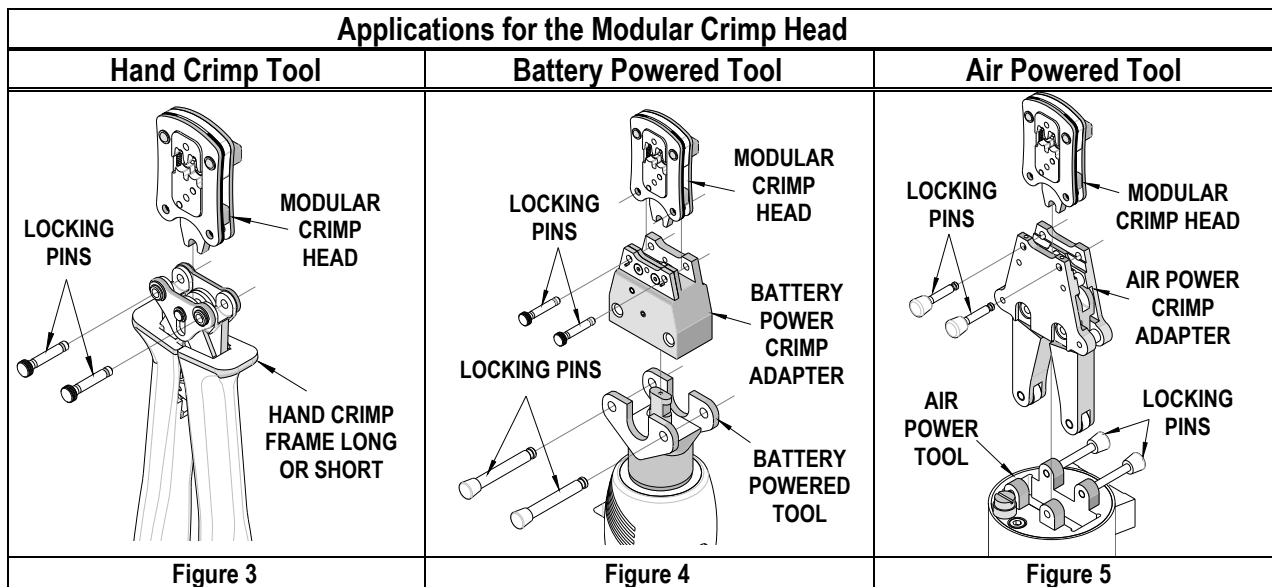 Applications for the Modular Crimp Head
Hand Crimp Tool
Battery Powered Tool
Air Powered Tool
LOCKING
PINS
MODULAR
CRIMP
HEAD
HAND CRIMP
FRAME LONG
OR SHORT
LOCKING
PINS
MODULAR
CRIMP
HEAD
BATTERY
POWER
CRIMP
ADAPTER
LOCKING PINS
BATTERY
POWERED
TOOL
LOCKING
PINS
MODULAR
CRIMP HEAD
AIR POWER
CRIMP
ADAPTER
AIR
POWER
TOOL
LOCKING
PINS
Figure 3
Figure 4
Figure 5